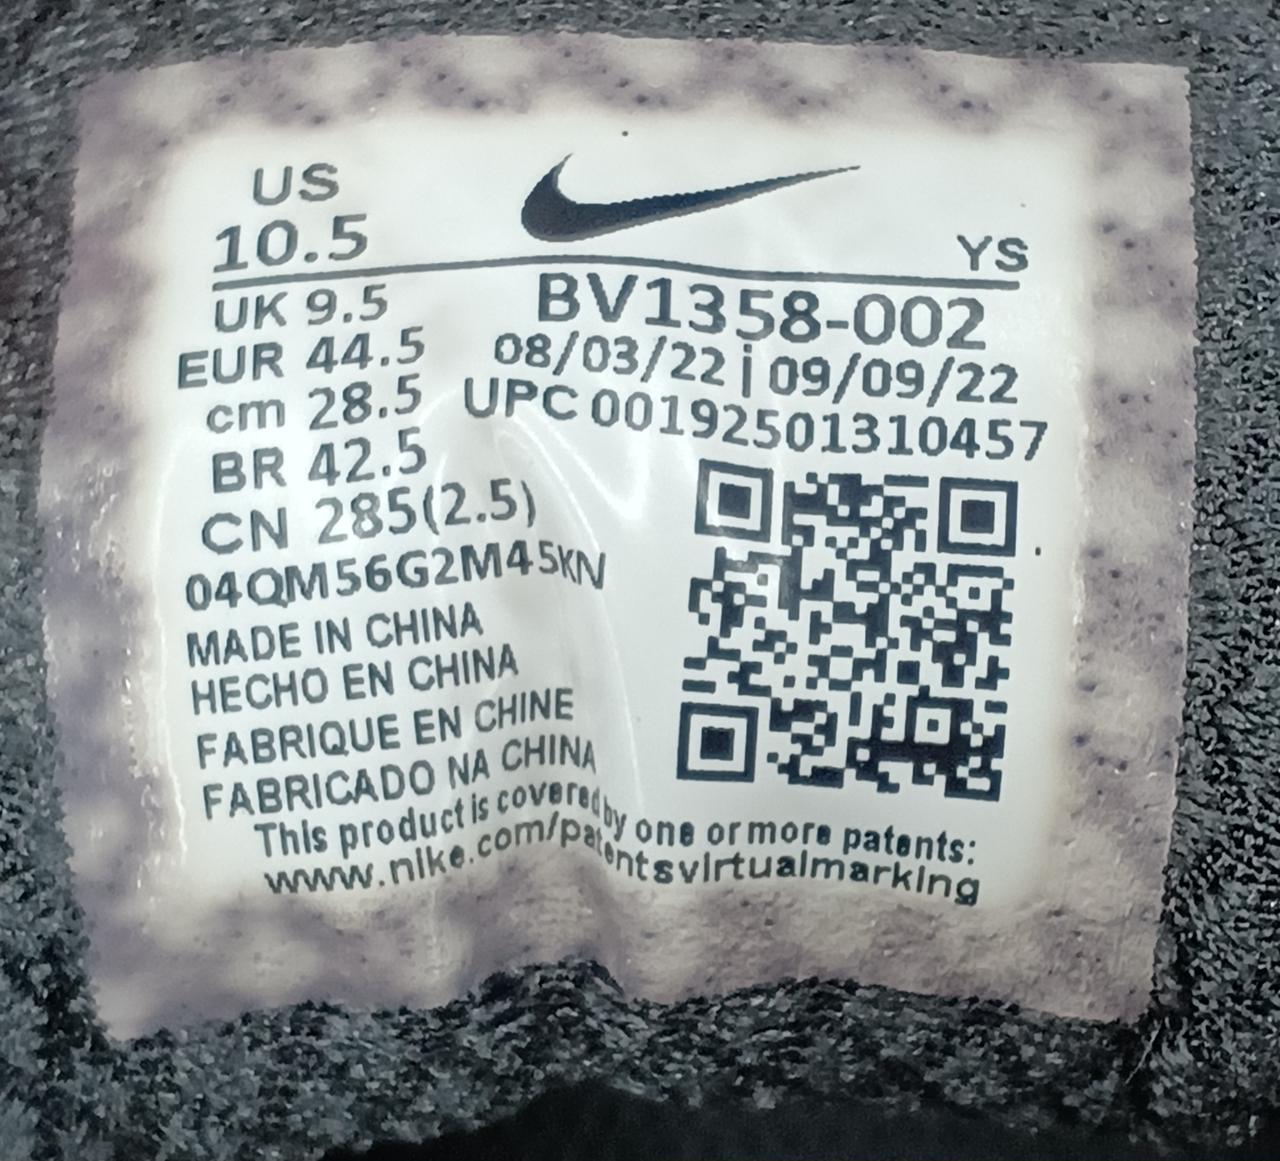 US
10.5
YS
UK 9.5
EUR 44.5
cm 28.5
BR 42.5
CN 285(2.5)
BV1358-002
08/03/22 | 09/09/22
UPC 00192501310457
04QM56G2M45KN
MADE IN CHINA
HECHO EN CHINA
FABRIQUE EN CHINE
FABRICADO NA CHINA
This product is covered by one or more patents:
www.nike.com/patentsvirtualmarking